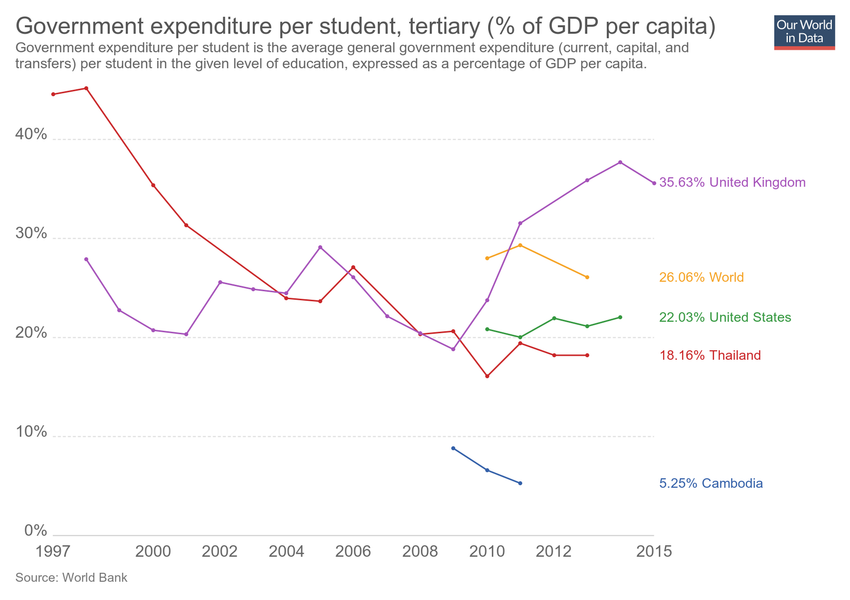 Government expenditure per student, tertiary (% of GDP per capita)
Our World
in Data
Government expenditure per student is the average general government expenditure (current, capital, and
transfers) per student in the given level of education, expressed as a percentage of GDP per capita.
40%
35.63% United Kingdom
30%
26.06% World
22.03% United States
20%
18.16% Thailand
10%
5.25% Cambodia
0%
1997 2000 2002 2004 2006 2008 2010 2012 2015
Source: World Bank